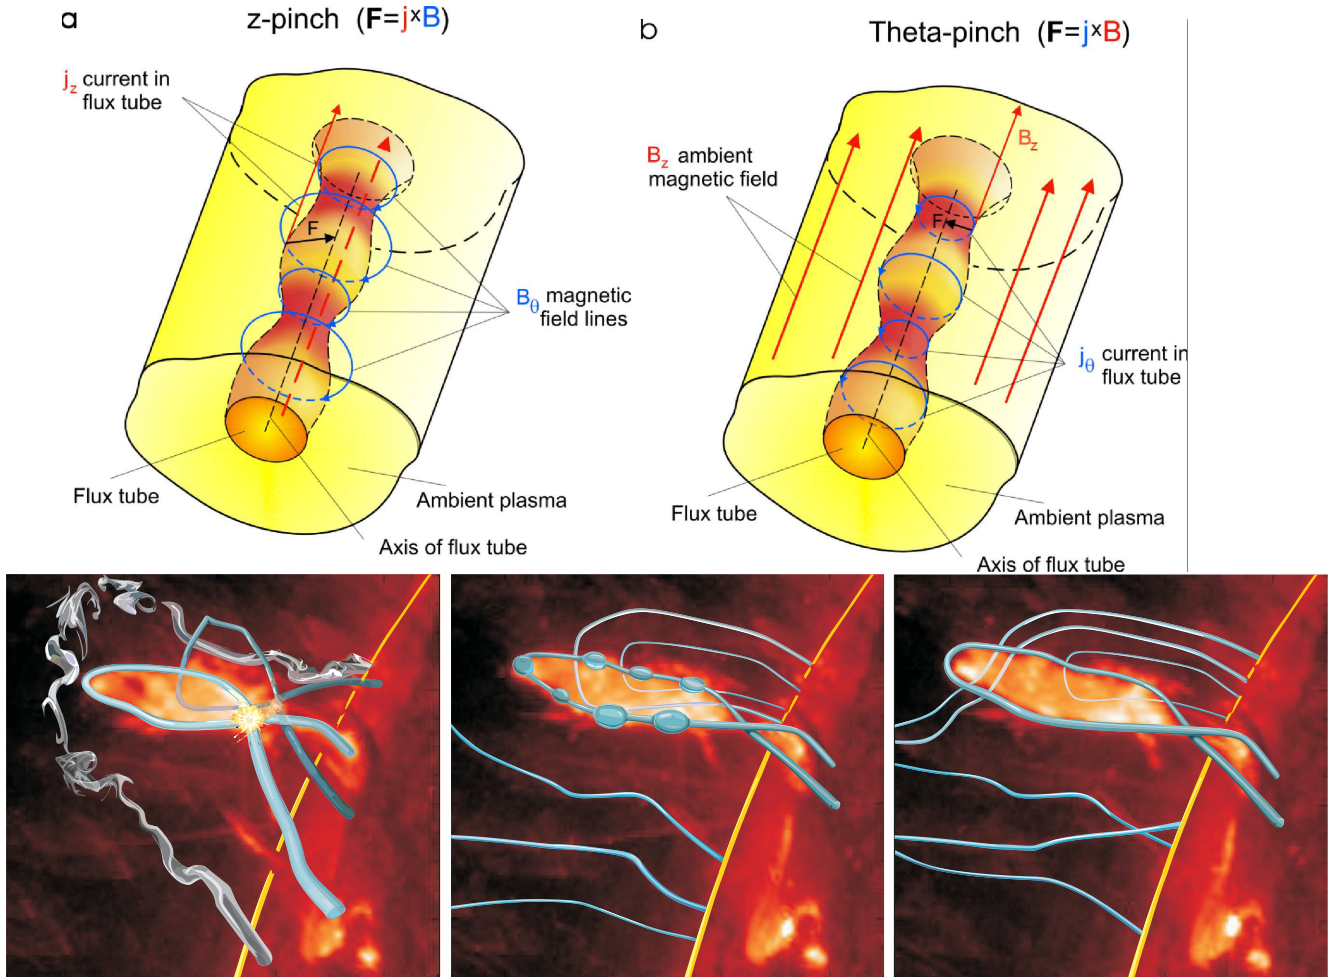 a
z-pinch (F=j×B)
j_z current in
flux tube
F
B_θ magnetic
field lines
Flux tube
Ambient plasma
Axis of flux tube
b
Theta-pinch (F=j×B)
B_z ambient
magnetic field
B_z
F
j_θ current in
flux tube
Flux tube
Ambient plasma
Axis of flux tube